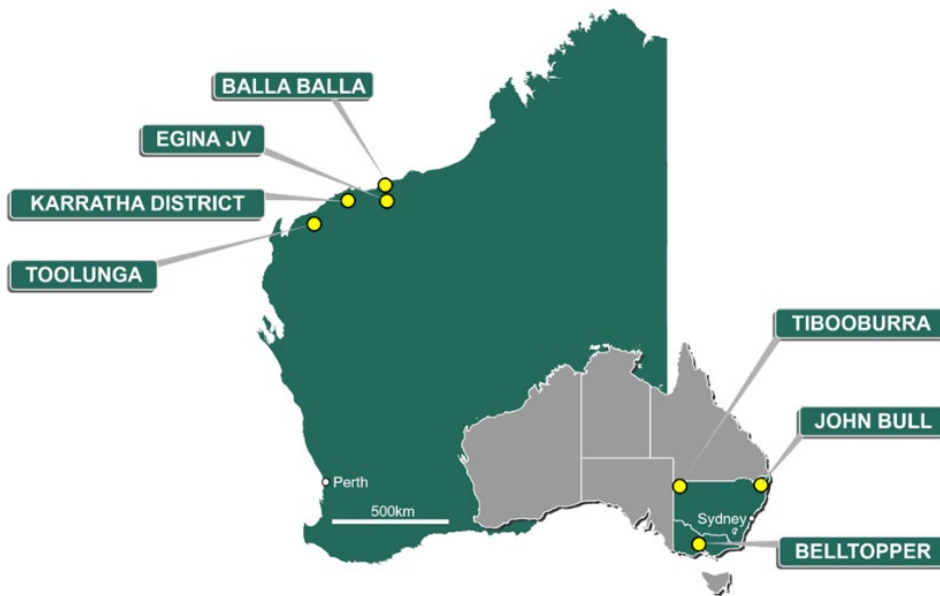 BALLA BALLA
EGINA JV
KARRATHA DISTRICT
TOOLUNGA
TIBOOBURRA
JOHN BULL
Perth
500km
Sydney
BELLTOPPER